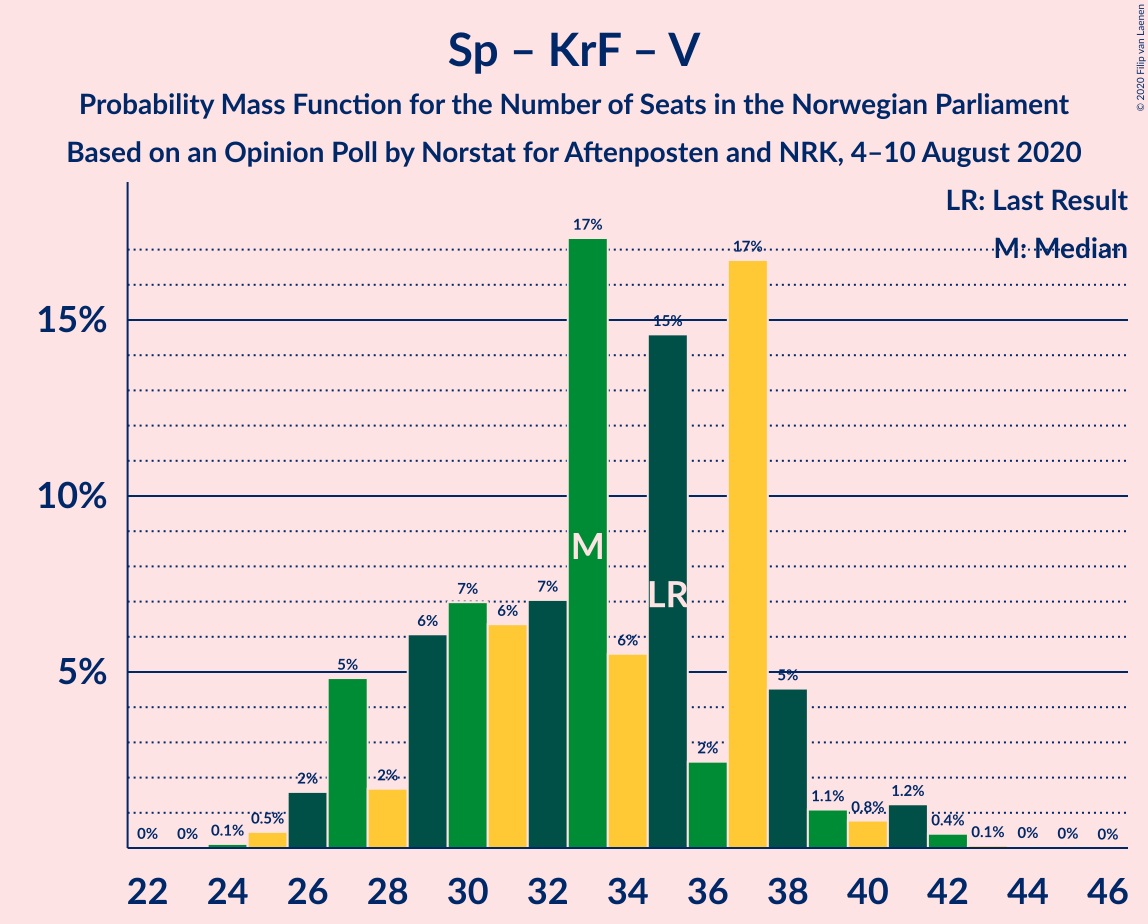 Sp – KrF – V
Probability Mass Function for the Number of Seats in the Norwegian Parliament
Based on an Opinion Poll by Norstat for Aftenposten and NRK, 4–10 August 2020
© 2020 Filip van Laenen
LR: Last Result
M: Median
15%
10%
5%
0% 0% 0.1% 0.5% 2% 5% 2% 6% 7% 6% 7% 17% 6% 15% 2% 17% 5% 1.1% 0.8% 1.2% 0.4% 0.1% 0% 0% 0%
M
LR
22 24 26 28 30 32 34 36 38 40 42 44 46